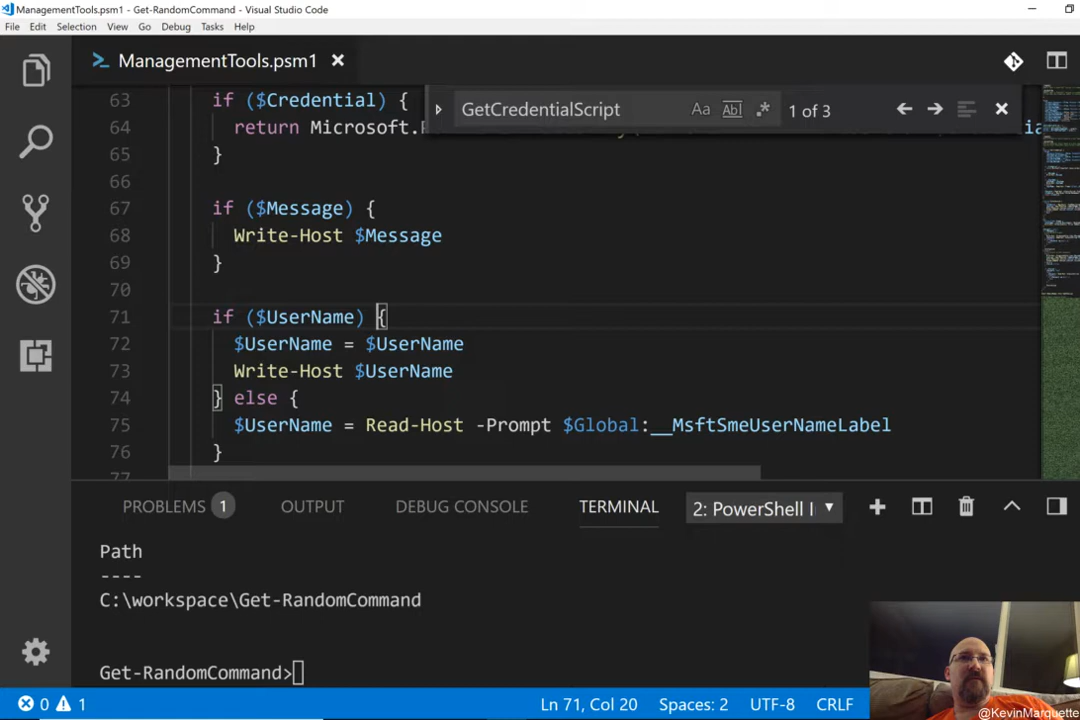 ManagementTools.psm1 - Get-RandomCommand - Visual Studio Code
File Edit Selection View Go Debug Tasks Help
ManagementTools.psm1
63 if ($Credential) {
GetCredentialScript Aa Abl .* 1 of 3
64 return Microsoft.
65 }
66
67 if ($Message) {
68 Write-Host $Message
69 }
70
71 if ($UserName) {
72 $UserName = $UserName
73 Write-Host $UserName
74 } else {
75 $UserName = Read-Host -Prompt $Global:__MsftSmeUserNameLabel
76 }
PROBLEMS 1 OUTPUT DEBUG CONSOLE TERMINAL 2: PowerShell I
Path
----
C:\workspace\Get-RandomCommand
Get-RandomCommand>
0 1 Ln 71, Col 20 Spaces: 2 UTF-8 CRLF
@KevinMarquette